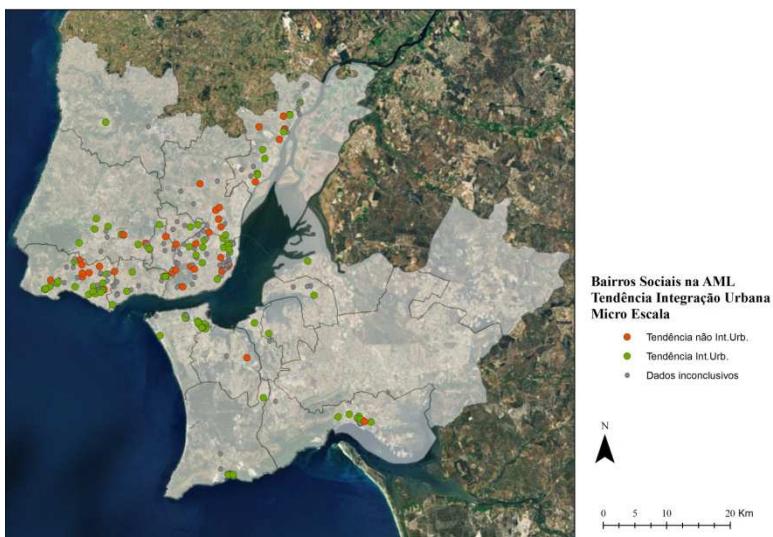 Bairros Sociais na AML
Tendência Integração Urbana
Micro Escala
Tendência não Int.Urb.
Tendência Int.Urb.
Dados inconclusivos
N
0 5 10 20 Km